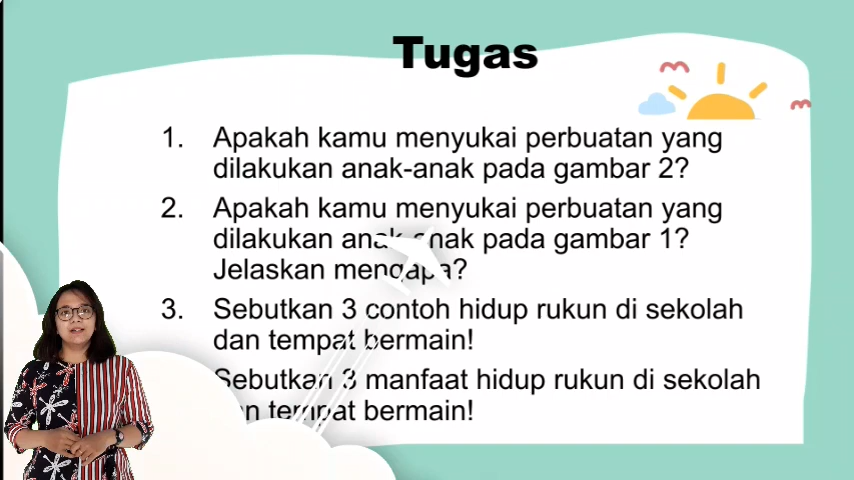 Tugas
1. Apakah kamu menyukai perbuatan yang
dilakukan anak-anak pada gambar 2?
2. Apakah kamu menyukai perbuatan yang
dilakukan anak-anak pada gambar 1?
Jelaskan mengapa?
3. Sebutkan 3 contoh hidup rukun di sekolah
dan tempat bermain!
Sebutkan 3 manfaat hidup rukun di sekolah
tempat bermain!